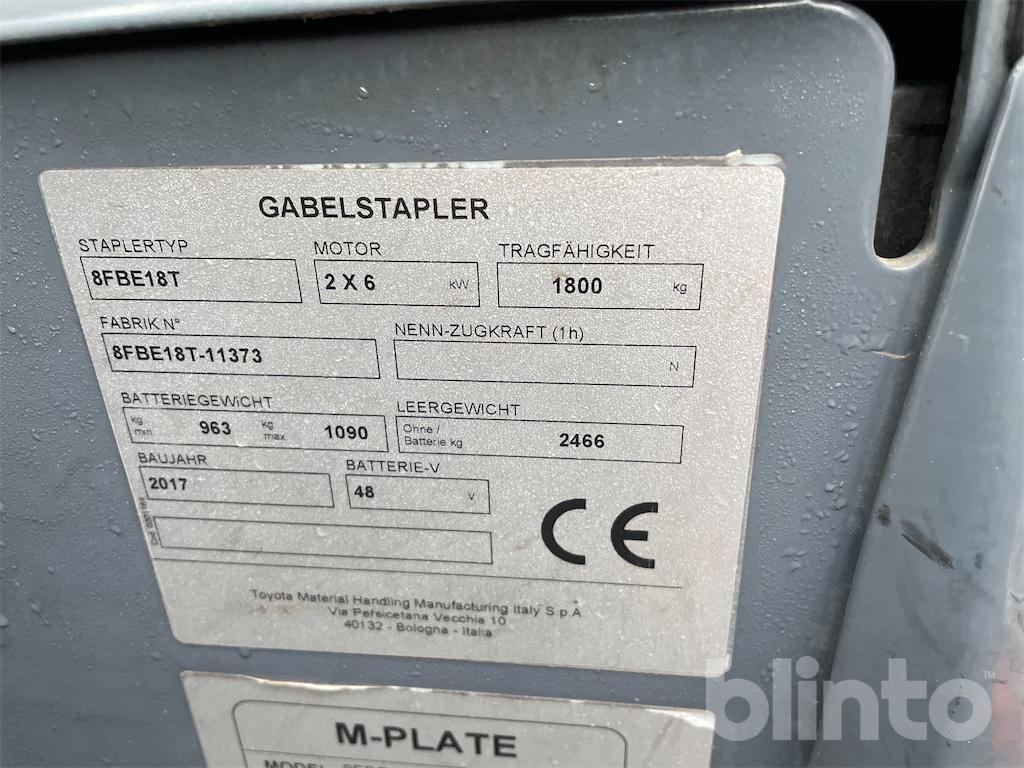 GABELSTAPLER
STAPLERTYP MOTOR TRAGFÄHIGKEIT
8FBE18T 2 X 6 kW 1800 kg
FABRIK N° NENN-ZUGKRAFT (1h)
8FBE18T-11373 N
BATTERIEGEWICHT LEERGEWICHT
kg min 963 kg max 1090 Ohne / Batterie kg 2466
BAUJAHR BATTERIE-V
2017 48 V
CE
Toyota Material Handling Manufacturing Italy S.p.A.
Via Persicetana Vecchia 10
40132 - Bologna - Italia
M-PLATE
MODEL
blinto™